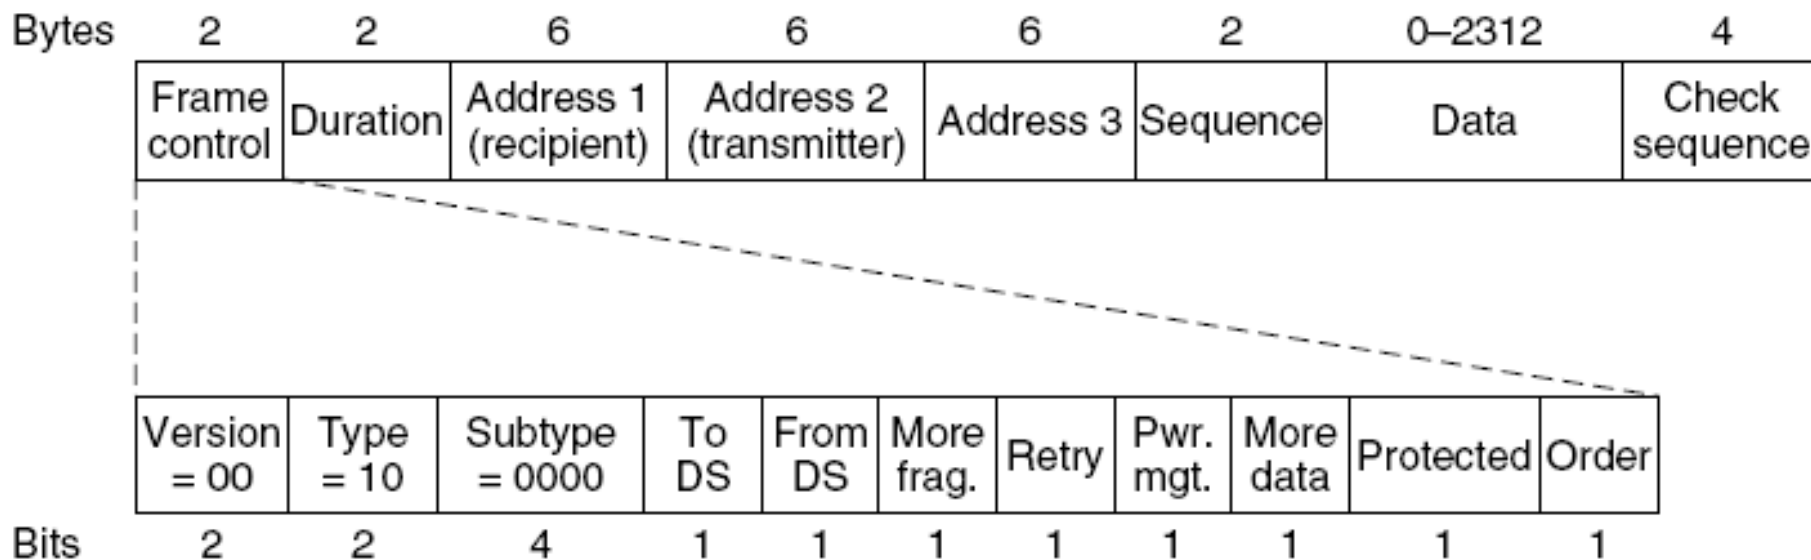 Bytes 2 2 6 6 6 2 0–2312 4
Frame control Duration Address 1 (recipient) Address 2 (transmitter) Address 3 Sequence Data Check sequence
Version = 00 Type = 10 Subtype = 0000 To DS From DS More frag. Retry Pwr. mgt. More data Protected Order
Bits 2 2 4 1 1 1 1 1 1 1 1